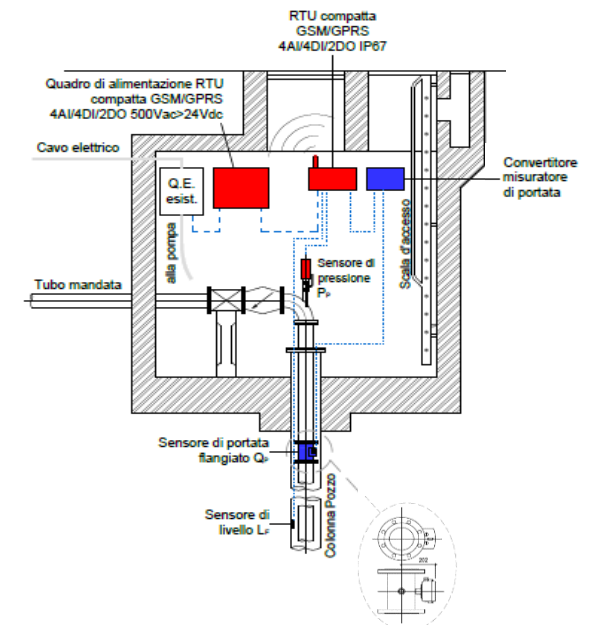 RTU compatta
GSM/GPRS
4AI/4DI/2DO IP67
Quadro di alimentazione RTU
compatta GSM/GPRS
4AI/4DI/2DO 500Vac>24Vdc
Cavo elettrico
Q.E.
esist.
Convertitore
misuratore
di portata
alla pompa
Sensore di
pressione
PP
Scala d'accesso
Tubo mandata
Sensore di portata
flangiato QP
Sensore di
livello LP
Colonna Pozzo
202